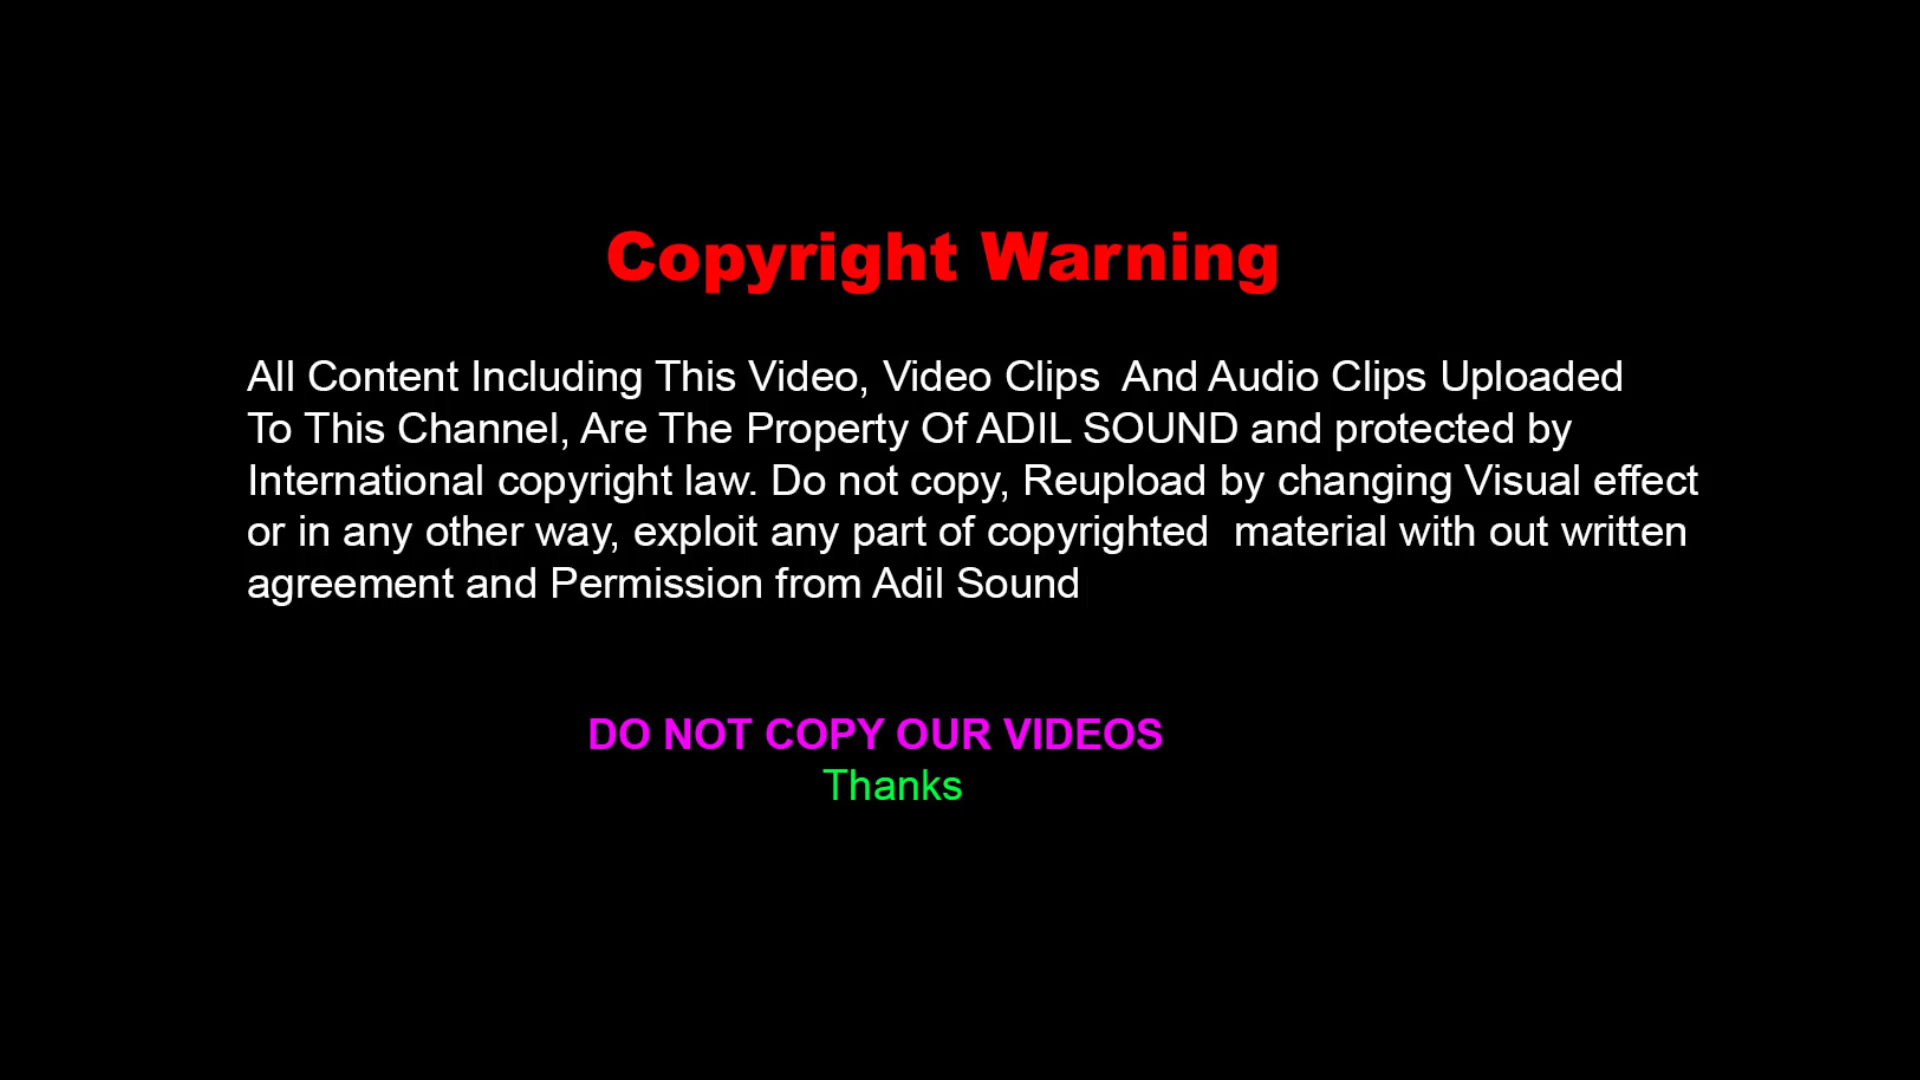 Copyright Warning
All Content Including This Video, Video Clips  And Audio Clips Uploaded
To This Channel, Are The Property Of ADIL SOUND and protected by
International copyright law. Do not copy, Reupload by changing Visual effect
or in any other way, exploit any part of copyrighted  material with out written
agreement and Permission from Adil Sound
DO NOT COPY OUR VIDEOS
Thanks